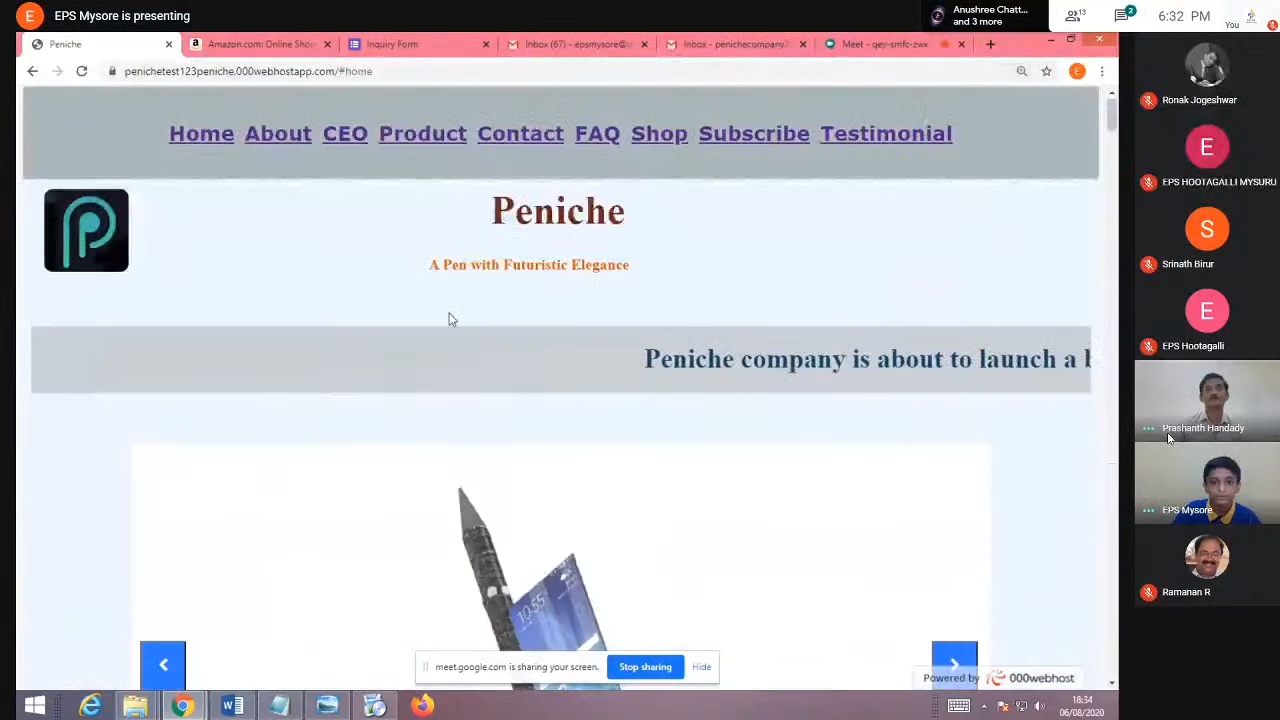 EPS Mysore is presenting
Anushree Chatt...
and 3 more
13
2
6:32 PM
You
Peniche
Amazon.com: Online Sho
Inquiry Form
Inbox (67) - epsmysore@
Inbox - penichecompany2
Meet - qey-smfc-zwx
penichetest123peniche.000webhostapp.com/#home
E
Home About CEO Product Contact FAQ Shop Subscribe Testimonial
Peniche
A Pen with Futuristic Elegance
Peniche company is about to launch a b
10:55
meet.google.com is sharing your screen.
Stop sharing
Hide
Powered by 000webhost
18:34
06/08/2020
Ronak Jogeshwar
E
EPS HOOTAGALLI MYSURU
S
Srinath Birur
E
EPS Hootagalli
Prashanth Handady
EPS Mysore
Ramanan R